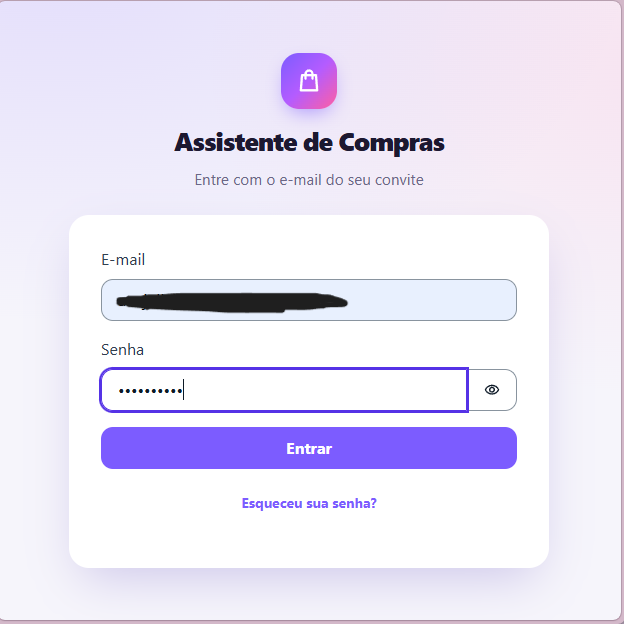 Assistente de Compras
Entre com o e-mail do seu convite
E-mail
Senha
••••••••••
Entrar
Esqueceu sua senha?